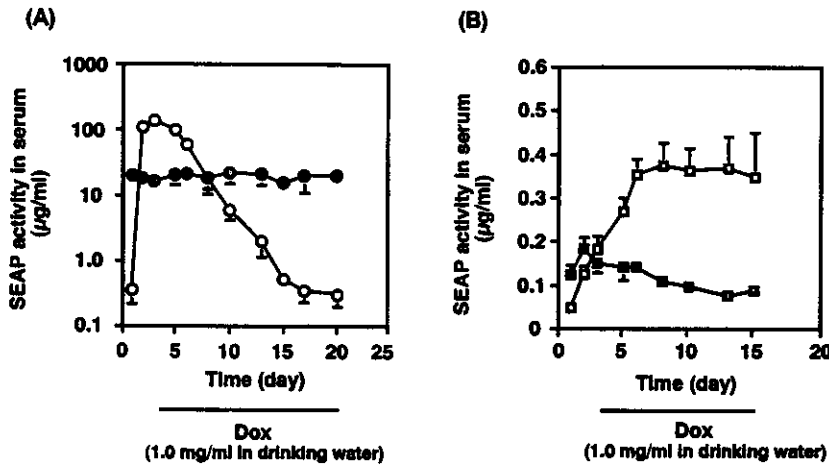 (A)
SEAP activity in serum
(μg/ml)
1000
100
10
1.0
0.1
0
5
10
15
20
25
Time (day)
Dox
(1.0 mg/ml in drinking water)
(B)
SEAP activity in serum
(μg/ml)
0.6
0.5
0.4
0.3
0.2
0.1
0
0
5
10
15
20
Time (day)
Dox
(1.0 mg/ml in drinking water)